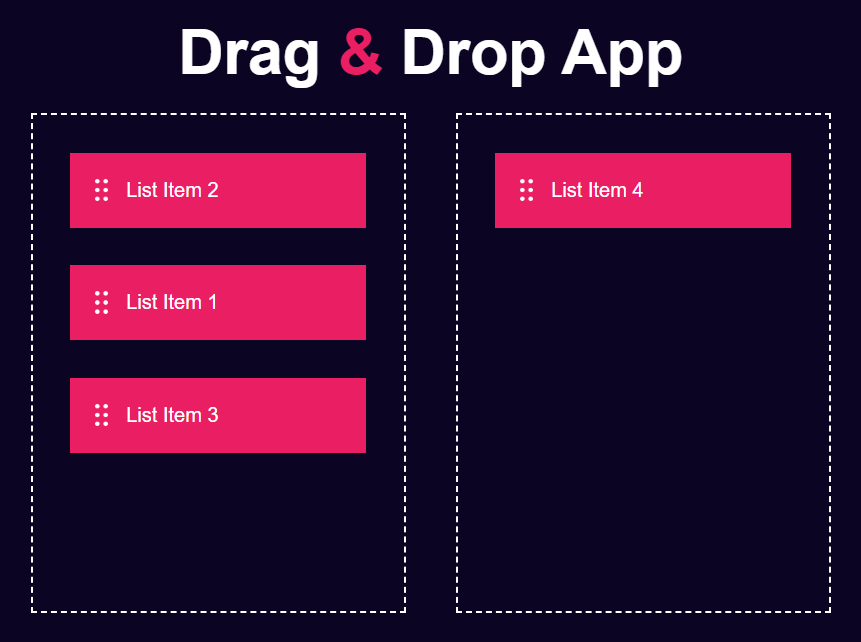 Drag & Drop App
List Item 2
List Item 1
List Item 3
List Item 4